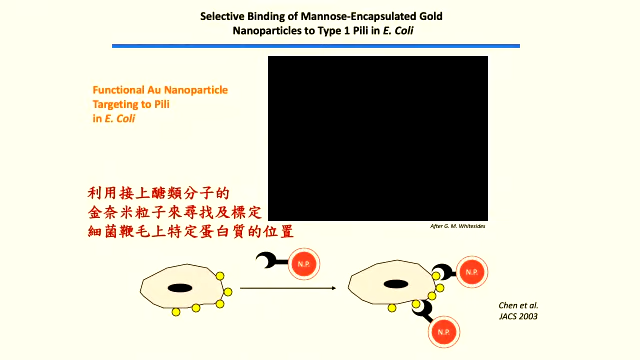 Selective Binding of Mannose-Encapsulated Gold
Nanoparticles to Type 1 Pili in E. Coli
Functional Au Nanoparticle
Targeting to Pili
in E. Coli
利用接上醣類分子的
金奈米粒子來尋找及標定
細菌鞭毛上特定蛋白質的位置
After G. M. Whitesides
N.P.
N.P.
N.P.
Chen et al.
JACS 2003